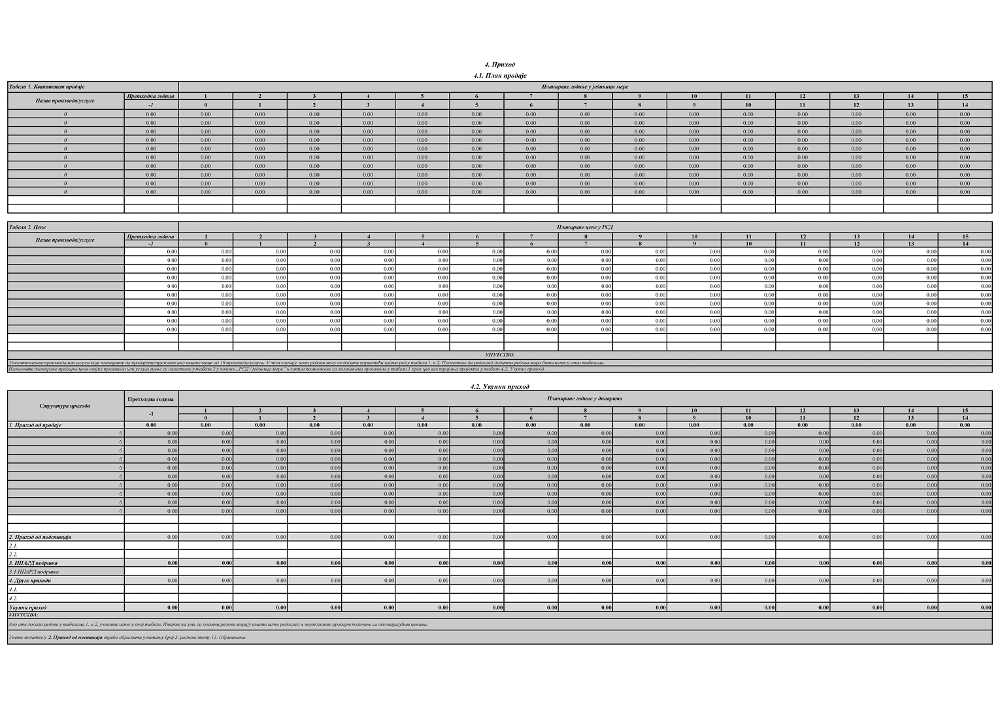 4. Приход
4.1. План продаје
Табела 1. Квантитет продаје Планиране године у јединици мере
Назив производа/услуге Претходна година 1 2 3 4 5 6 7 8 9 10 11 12 13 14 15
-1 0 1 2 3 4 5 6 7 8 9 10 11 12 13 14
0 0.00 0.00 0.00 0.00 0.00 0.00 0.00 0.00 0.00 0.00 0.00 0.00 0.00 0.00 0.00 0.00
0 0.00 0.00 0.00 0.00 0.00 0.00 0.00 0.00 0.00 0.00 0.00 0.00 0.00 0.00 0.00 0.00
0 0.00 0.00 0.00 0.00 0.00 0.00 0.00 0.00 0.00 0.00 0.00 0.00 0.00 0.00 0.00 0.00
0 0.00 0.00 0.00 0.00 0.00 0.00 0.00 0.00 0.00 0.00 0.00 0.00 0.00 0.00 0.00 0.00
0 0.00 0.00 0.00 0.00 0.00 0.00 0.00 0.00 0.00 0.00 0.00 0.00 0.00 0.00 0.00 0.00
0 0.00 0.00 0.00 0.00 0.00 0.00 0.00 0.00 0.00 0.00 0.00 0.00 0.00 0.00 0.00 0.00
0 0.00 0.00 0.00 0.00 0.00 0.00 0.00 0.00 0.00 0.00 0.00 0.00 0.00 0.00 0.00 0.00
0 0.00 0.00 0.00 0.00 0.00 0.00 0.00 0.00 0.00 0.00 0.00 0.00 0.00 0.00 0.00 0.00
0 0.00 0.00 0.00 0.00 0.00 0.00 0.00 0.00 0.00 0.00 0.00 0.00 0.00 0.00 0.00 0.00
0 0.00 0.00 0.00 0.00 0.00 0.00 0.00 0.00 0.00 0.00 0.00 0.00 0.00 0.00 0.00 0.00
Табела 2. Цене Планиране цене у РСД
Назив производа/услуге Претходна година 1 2 3 4 5 6 7 8 9 10 11 12 13 14 15
-1 0 1 2 3 4 5 6 7 8 9 10 11 12 13 14
0.00 0.00 0.00 0.00 0.00 0.00 0.00 0.00 0.00 0.00 0.00 0.00 0.00 0.00 0.00 0.00
0.00 0.00 0.00 0.00 0.00 0.00 0.00 0.00 0.00 0.00 0.00 0.00 0.00 0.00 0.00 0.00
0.00 0.00 0.00 0.00 0.00 0.00 0.00 0.00 0.00 0.00 0.00 0.00 0.00 0.00 0.00 0.00
0.00 0.00 0.00 0.00 0.00 0.00 0.00 0.00 0.00 0.00 0.00 0.00 0.00 0.00 0.00 0.00
0.00 0.00 0.00 0.00 0.00 0.00 0.00 0.00 0.00 0.00 0.00 0.00 0.00 0.00 0.00 0.00
0.00 0.00 0.00 0.00 0.00 0.00 0.00 0.00 0.00 0.00 0.00 0.00 0.00 0.00 0.00 0.00
0.00 0.00 0.00 0.00 0.00 0.00 0.00 0.00 0.00 0.00 0.00 0.00 0.00 0.00 0.00 0.00
0.00 0.00 0.00 0.00 0.00 0.00 0.00 0.00 0.00 0.00 0.00 0.00 0.00 0.00 0.00 0.00
0.00 0.00 0.00 0.00 0.00 0.00 0.00 0.00 0.00 0.00 0.00 0.00 0.00 0.00 0.00 0.00
0.00 0.00 0.00 0.00 0.00 0.00 0.00 0.00 0.00 0.00 0.00 0.00 0.00 0.00 0.00 0.00
УПУТСТВО:
Унесите називе производа или услуга које планирате да продајете/пружате ако имате више од 10 производа/услуга. У том случају, нови редови могу се додати користећи задњи ред у табели 1. и 2. Подсетник да редослед додатих редова мора бити исти у свим табелама.
Назначите планиране продајне цене својих производа или услуга (цене су излистане у табели 2 у колони „РСД / јединица мере" и затим помножене са количинама производа у табели 1 кроз цео век трајања пројекта у табели 4.2. Укупни приход).
4.2. Укупни приход
Структура прихода Претходна година Планиране године у динарима
-1 1 2 3 4 5 6 7 8 9 10 11 12 13 14 15
0 1 2 3 4 5 6 7 8 9 10 11 12 13 14
1. Приход од продаје 0.00 0.00 0.00 0.00 0.00 0.00 0.00 0.00 0.00 0.00 0.00 0.00 0.00 0.00 0.00 0.00
0 0.00 0.00 0.00 0.00 0.00 0.00 0.00 0.00 0.00 0.00 0.00 0.00 0.00 0.00 0.00 0.00
0 0.00 0.00 0.00 0.00 0.00 0.00 0.00 0.00 0.00 0.00 0.00 0.00 0.00 0.00 0.00 0.00
0 0.00 0.00 0.00 0.00 0.00 0.00 0.00 0.00 0.00 0.00 0.00 0.00 0.00 0.00 0.00 0.00
0 0.00 0.00 0.00 0.00 0.00 0.00 0.00 0.00 0.00 0.00 0.00 0.00 0.00 0.00 0.00 0.00
0 0.00 0.00 0.00 0.00 0.00 0.00 0.00 0.00 0.00 0.00 0.00 0.00 0.00 0.00 0.00 0.00
0 0.00 0.00 0.00 0.00 0.00 0.00 0.00 0.00 0.00 0.00 0.00 0.00 0.00 0.00 0.00 0.00
0 0.00 0.00 0.00 0.00 0.00 0.00 0.00 0.00 0.00 0.00 0.00 0.00 0.00 0.00 0.00 0.00
0 0.00 0.00 0.00 0.00 0.00 0.00 0.00 0.00 0.00 0.00 0.00 0.00 0.00 0.00 0.00 0.00
0 0.00 0.00 0.00 0.00 0.00 0.00 0.00 0.00 0.00 0.00 0.00 0.00 0.00 0.00 0.00 0.00
0 0.00 0.00 0.00 0.00 0.00 0.00 0.00 0.00 0.00 0.00 0.00 0.00 0.00 0.00 0.00 0.00
2. Приход од подстицаја 0.00 0.00 0.00 0.00 0.00 0.00 0.00 0.00 0.00 0.00 0.00 0.00 0.00 0.00 0.00 0.00
2.1.
2.2.
3. ИПАРД подршка 0.00 0.00 0.00 0.00 0.00 0.00 0.00 0.00 0.00 0.00 0.00 0.00 0.00 0.00 0.00 0.00
3.1 ИПАРД подршка
4. Други приходи 0.00 0.00 0.00 0.00 0.00 0.00 0.00 0.00 0.00 0.00 0.00 0.00 0.00 0.00 0.00 0.00
4.1.
4.2.
Укупни приход 0.00 0.00 0.00 0.00 0.00 0.00 0.00 0.00 0.00 0.00 0.00 0.00 0.00 0.00 0.00 0.00
УПУТСТВА:
Ако сте додали редове у табелама 1. и 2, учините исто у овој табели. Имајте на уму да додати редови морају имати исти редослед и помножите продајне количине са одговарајућим ценама.
Унете податке у 2. Приход од постицаја треба објаснити у питању број 3. радном листу 11. Објашњења.